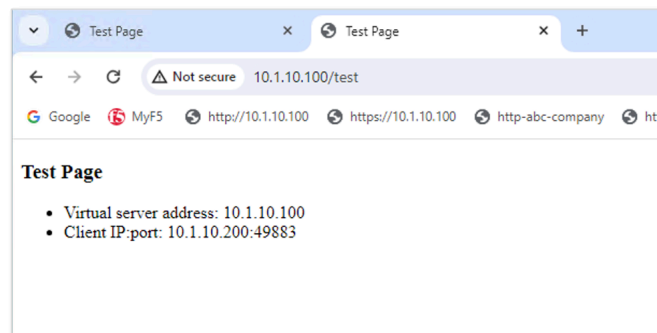 Test Page
Test Page
Not secure 10.1.10.100/test
Google MyF5 http://10.1.10.100 https://10.1.10.100 http-abc-company ht
Test Page
Virtual server address: 10.1.10.100
Client IP:port: 10.1.10.200:49883